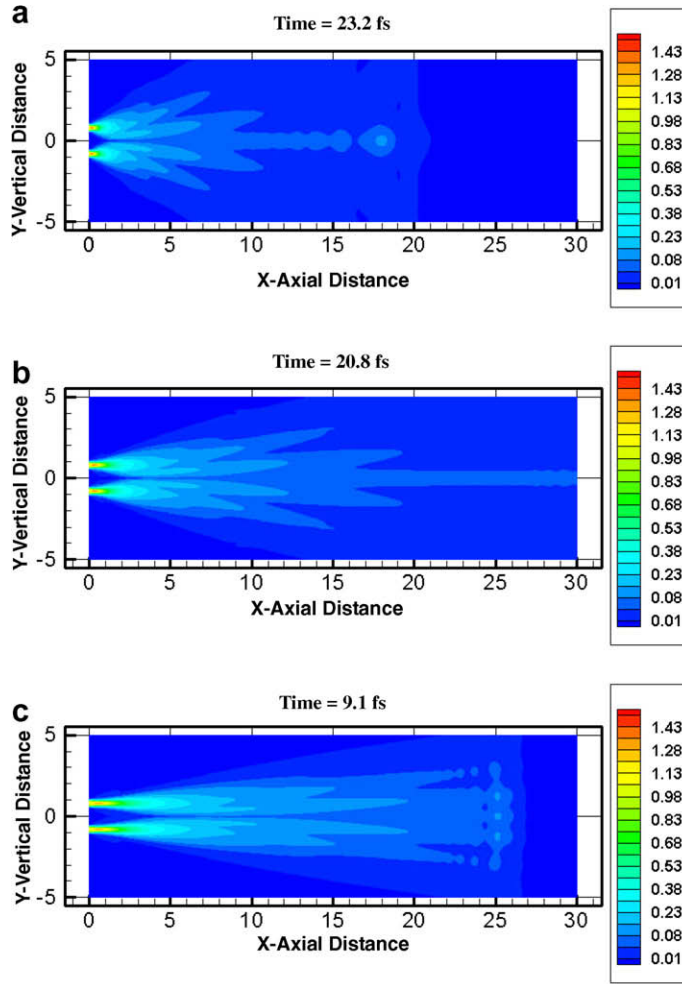 a
Time = 23.2 fs
Y-Vertical Distance
5
0
-5
0 5 10 15 20 25 30
X-Axial Distance
1.43
1.28
1.13
0.98
0.83
0.68
0.53
0.38
0.23
0.08
0.01
b
Time = 20.8 fs
Y-Vertical Distance
5
0
-5
0 5 10 15 20 25 30
X-Axial Distance
1.43
1.28
1.13
0.98
0.83
0.68
0.53
0.38
0.23
0.08
0.01
c
Time = 9.1 fs
Y-Vertical Distance
5
0
-5
0 5 10 15 20 25 30
X-Axial Distance
1.43
1.28
1.13
0.98
0.83
0.68
0.53
0.38
0.23
0.08
0.01